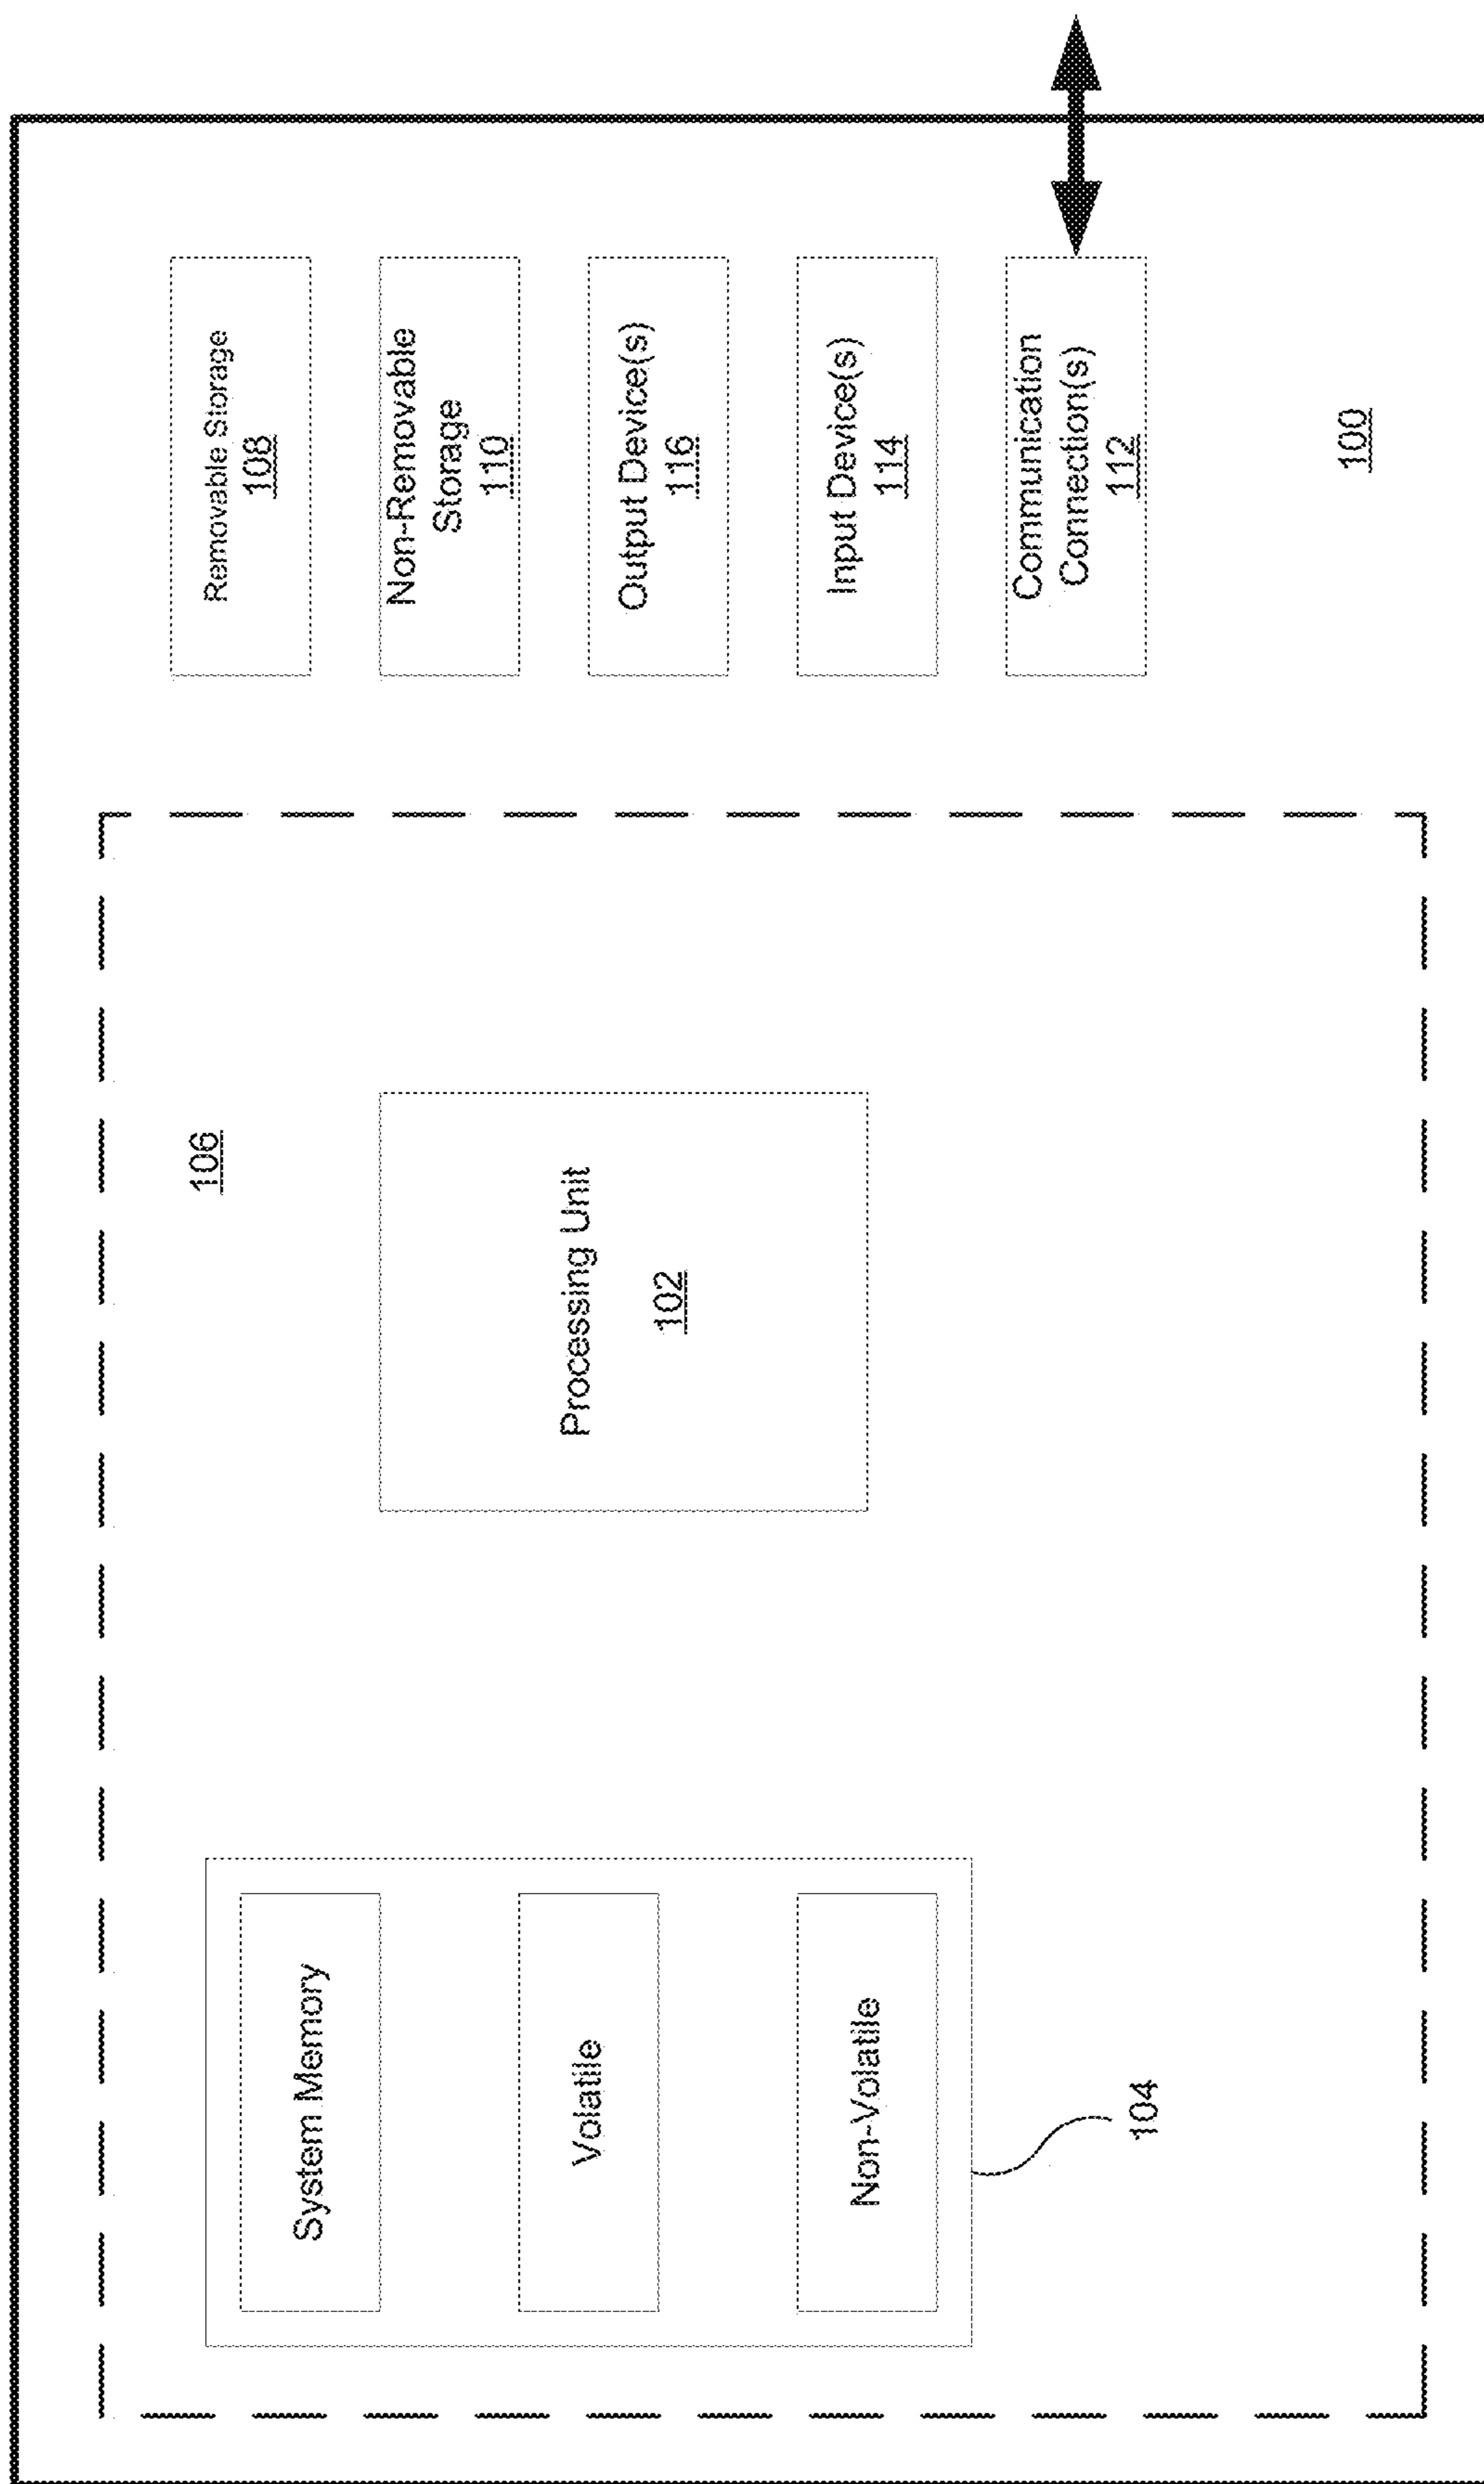 System Memory
Volatile
Non-Volatile
104
106
Processing Unit
102
Removable Storage
108
Non-Removable
Storage
110
Output Device(s)
116
Input Device(s)
114
Communication
Connection(s)
112
100